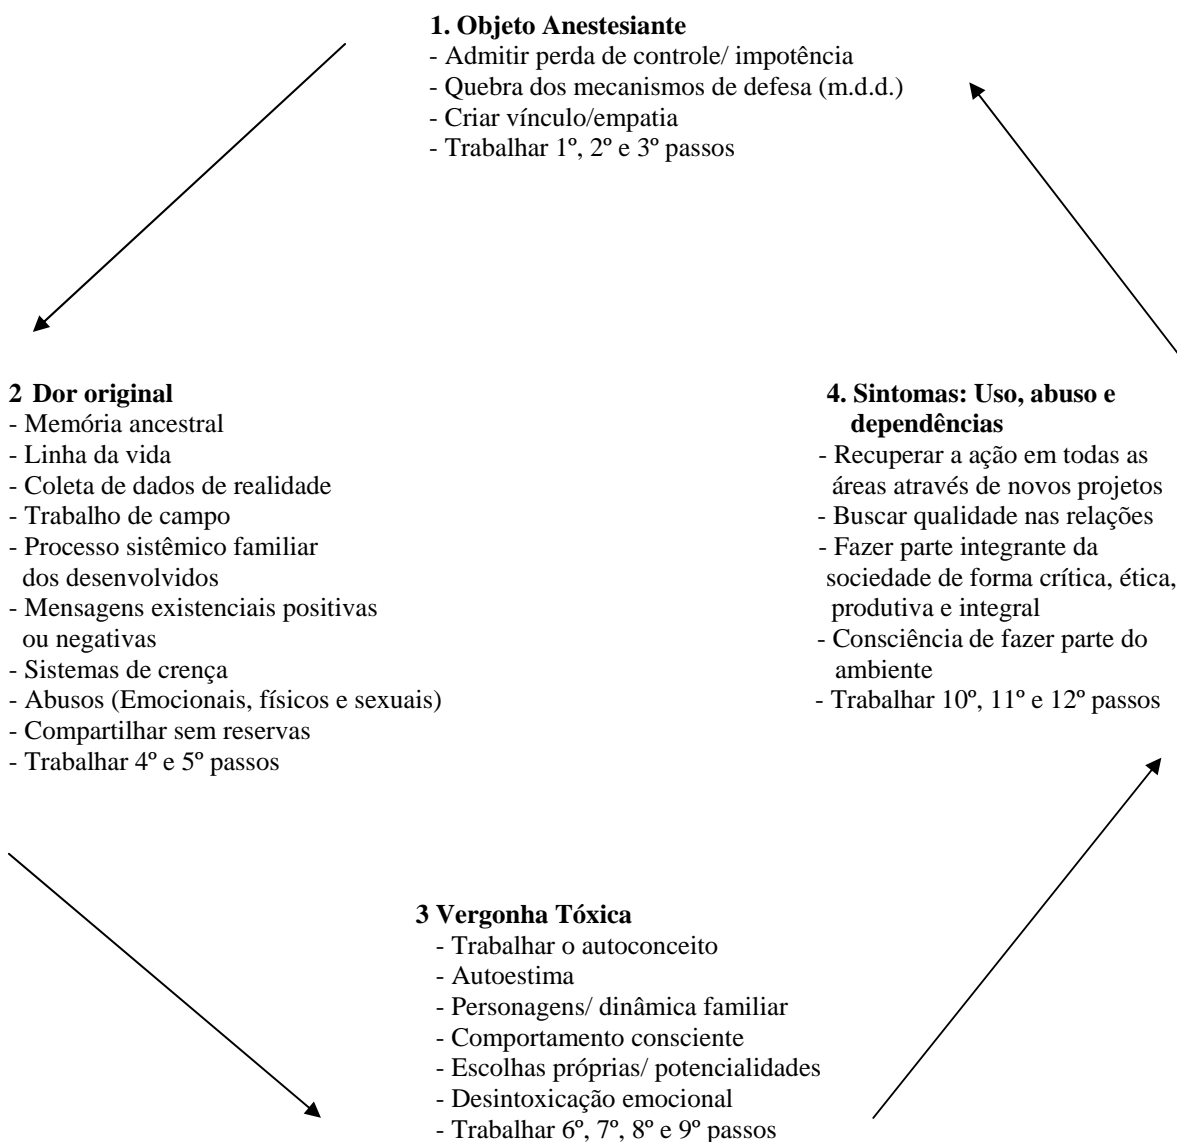 1. Objeto Anestesiante
- Admitir perda de controle/ impotência
- Quebra dos mecanismos de defesa (m.d.d.)
- Criar vínculo/empatia
- Trabalhar 1º, 2º e 3º passos
2 Dor original
- Memória ancestral
- Linha da vida
- Coleta de dados de realidade
- Trabalho de campo
- Processo sistêmico familiar
dos desenvolvidos
- Mensagens existenciais positivas
ou negativas
- Sistemas de crença
- Abusos (Emocionais, físicos e sexuais)
- Compartilhar sem reservas
- Trabalhar 4º e 5º passos
4. Sintomas: Uso, abuso e
dependências
- Recuperar a ação em todas as
áreas através de novos projetos
- Buscar qualidade nas relações
- Fazer parte integrante da
sociedade de forma crítica, ética,
produtiva e integral
- Consciência de fazer parte do
ambiente
- Trabalhar 10º, 11º e 12º passos
3 Vergonha Tóxica
- Trabalhar o autoconceito
- Autoestima
- Personagens/ dinâmica familiar
- Comportamento consciente
- Escolhas próprias/ potencialidades
- Desintoxicação emocional
- Trabalhar 6º, 7º, 8º e 9º passos